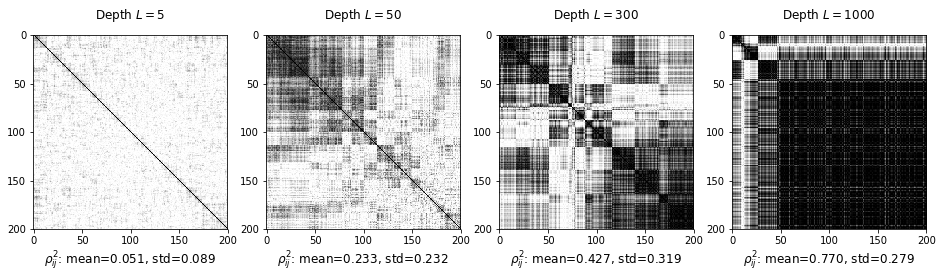 Depth L = 5
Depth L = 50
Depth L = 300
Depth L = 1000
0
50
100
150
200
0 50 100 150 200
ρ²ᵢⱼ: mean=0.051, std=0.089
0
50
100
150
200
0 50 100 150 200
ρ²ᵢⱼ: mean=0.233, std=0.232
0
50
100
150
200
0 50 100 150 200
ρ²ᵢⱼ: mean=0.427, std=0.319
0
50
100
150
200
0 50 100 150 200
ρ²ᵢⱼ: mean=0.770, std=0.279